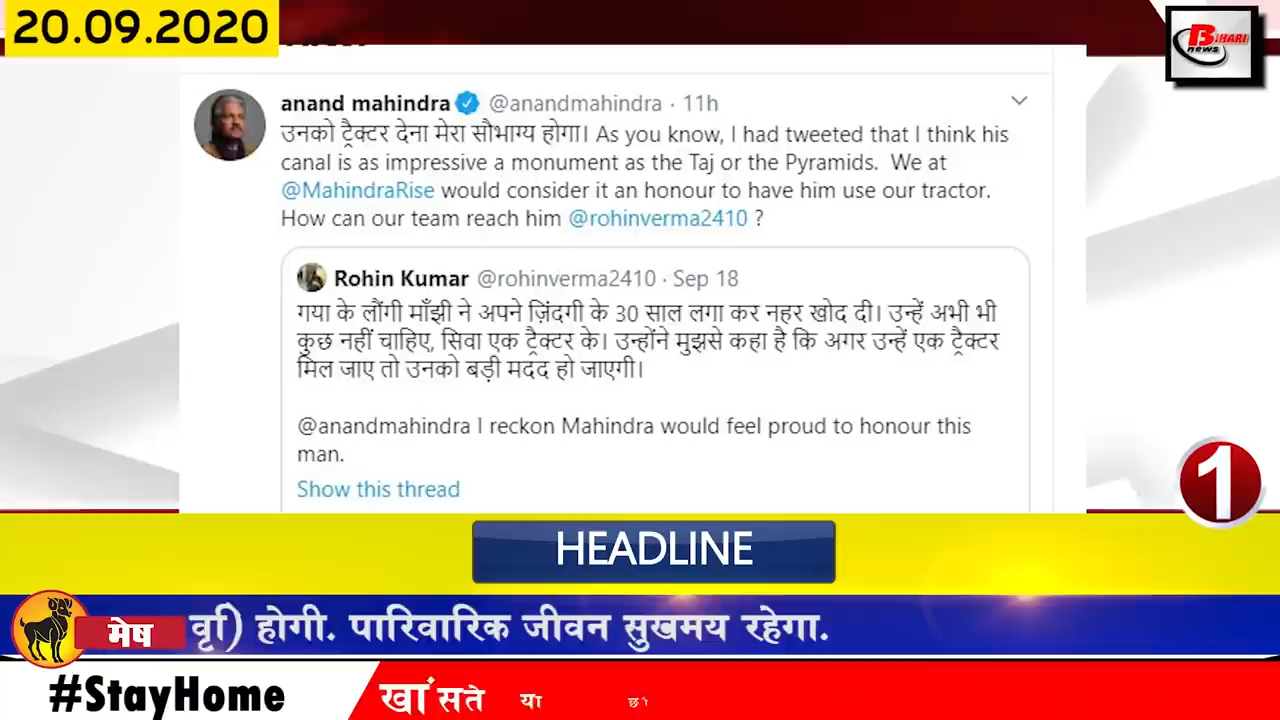 20.09.2020
BIHARI
news
anand mahindra @anandmahindra · 11h
उनको ट्रैक्टर देना मेरा सौभाग्य होगा। As you know, I had tweeted that I think his
canal is as impressive a monument as the Taj or the Pyramids. We at
@MahindraRise would consider it an honour to have him use our tractor.
How can our team reach him @rohinverma2410 ?
Rohin Kumar @rohinverma2410 · Sep 18
गया के लौंगी माँझी ने अपने ज़िंदगी के 30 साल लगा कर नहर खोद दी। उन्हें अभी भी
कुछ नहीं चाहिए, सिवा एक ट्रैक्टर के। उन्होंने मुझसे कहा है कि अगर उन्हें एक ट्रैक्टर
मिल जाए तो उनको बड़ी मदद हो जाएगी।
@anandmahindra I reckon Mahindra would feel proud to honour this
man.
Show this thread
1
HEADLINE
मेष होगी. पारिवारिक जीवन सुखमय रहेगा.
#StayHome खांसते या छी